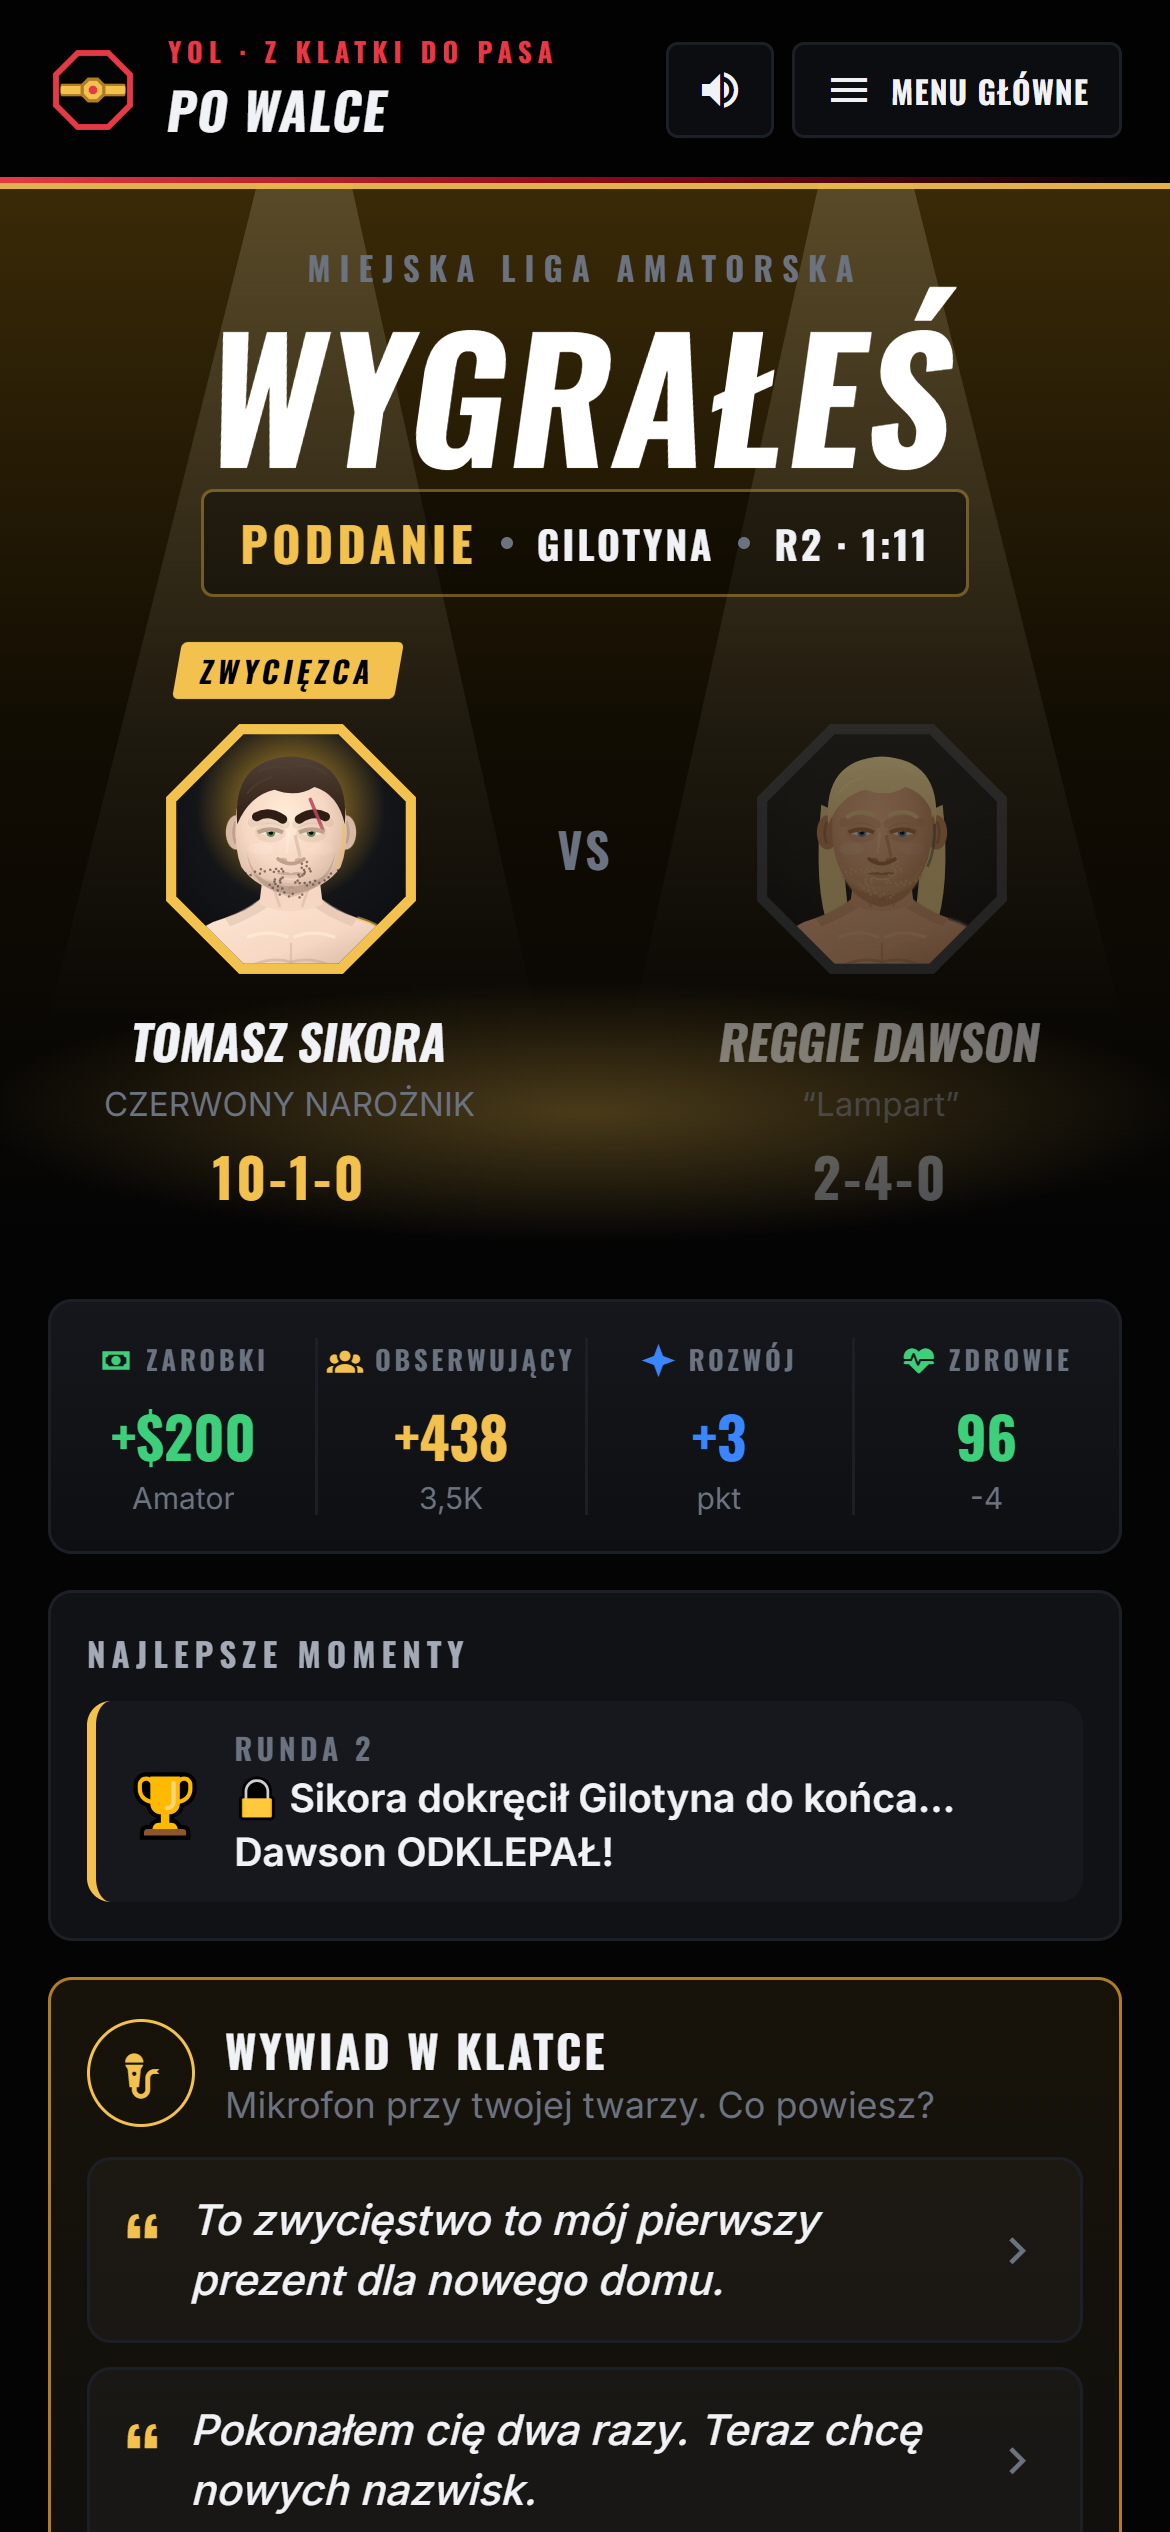 YOL · Z KLATKI DO PASA
PO WALCE
MENU GŁÓWNE
MIEJSKA LIGA AMATORSKA
WYGRAŁEŚ
PODDANIE • GILOTYNA • R2 · 1:11
ZWYCIĘZCA
VS
TOMASZ SIKORA
CZERWONY NAROŻNIK
10-1-0
REGGIE DAWSON
“Lampart”
2-4-0
ZAROBKI
+$200
Amator
OBSERWUJĄCY
+438
3,5K
ROZWÓJ
+3
pkt
ZDROWIE
96
-4
NAJLEPSZE MOMENTY
RUNDA 2
🔒 Sikora dokręcił Gilotyna do końca...
Dawson ODKLEPAŁ!
WYWIAD W KLATCE
Mikrofon przy twojej twarzy. Co powiesz?
“ To zwycięstwo to mój pierwszy
prezent dla nowego domu.
“ Pokonałem cię dwa razy. Teraz chcę
nowych nazwisk.